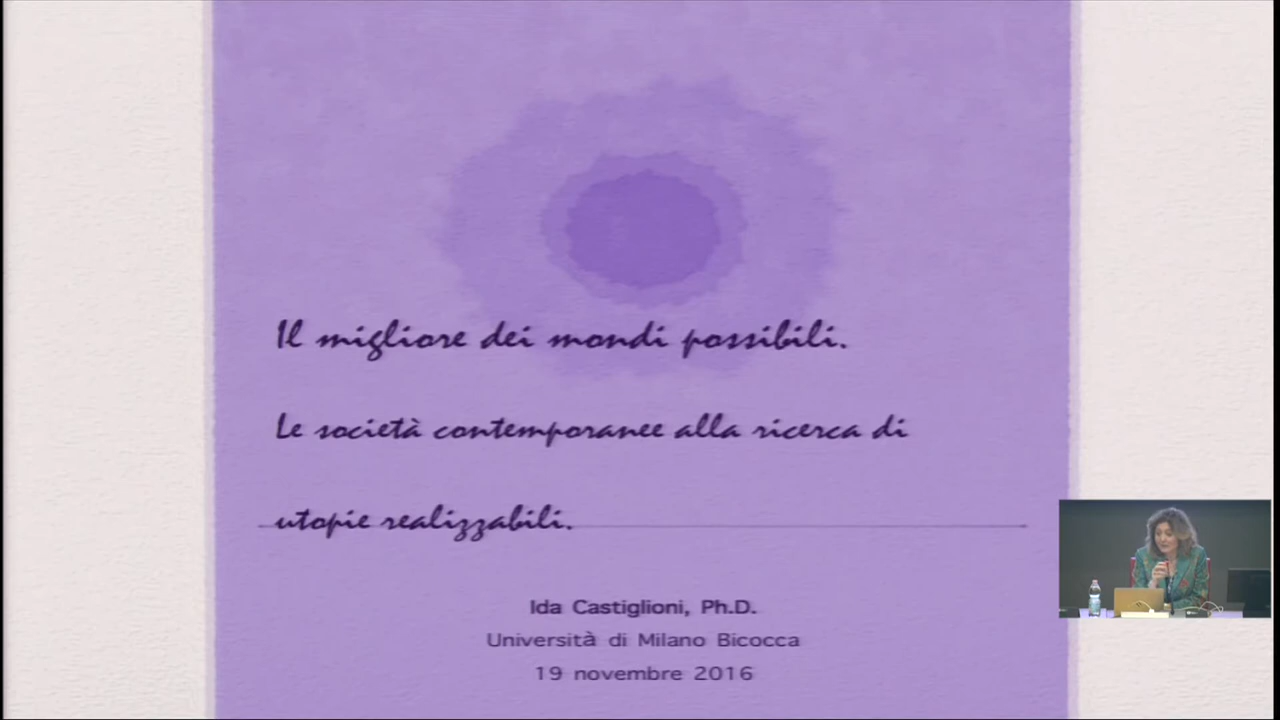 Il migliore dei mondi possibili.
Le società contemporanee alla ricerca di
utopie realizzabili.
Ida Castiglioni, Ph.D.
Università di Milano Bicocca
19 novembre 2016